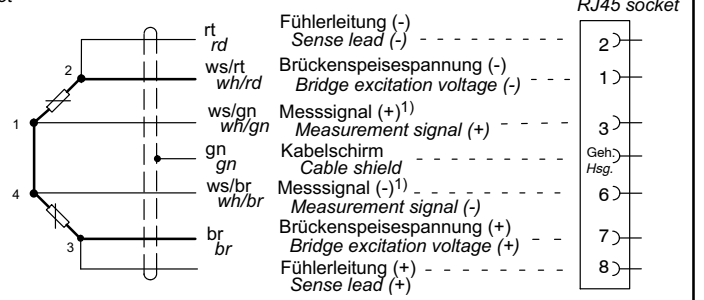 RJ45 socket
rt Fühlerleitung (-)
rd Sense lead (-) 2
2 ws/rt Brückenspeisespannung (-) 1
wh/rd Bridge excitation voltage (-)
1 ws/gn Messsignal (+)1) 3
wh/gn Measurement signal (+)
gn Kabelschirm Geh.
gn Cable shield Hsg.
4 ws/br Messsignal (-)1) 6
wh/br Measurement signal (-)
3 br Brückenspeisespannung (+) 7
br Bridge excitation voltage (+)
Fühlerleitung (+) 8
Sense lead (+)